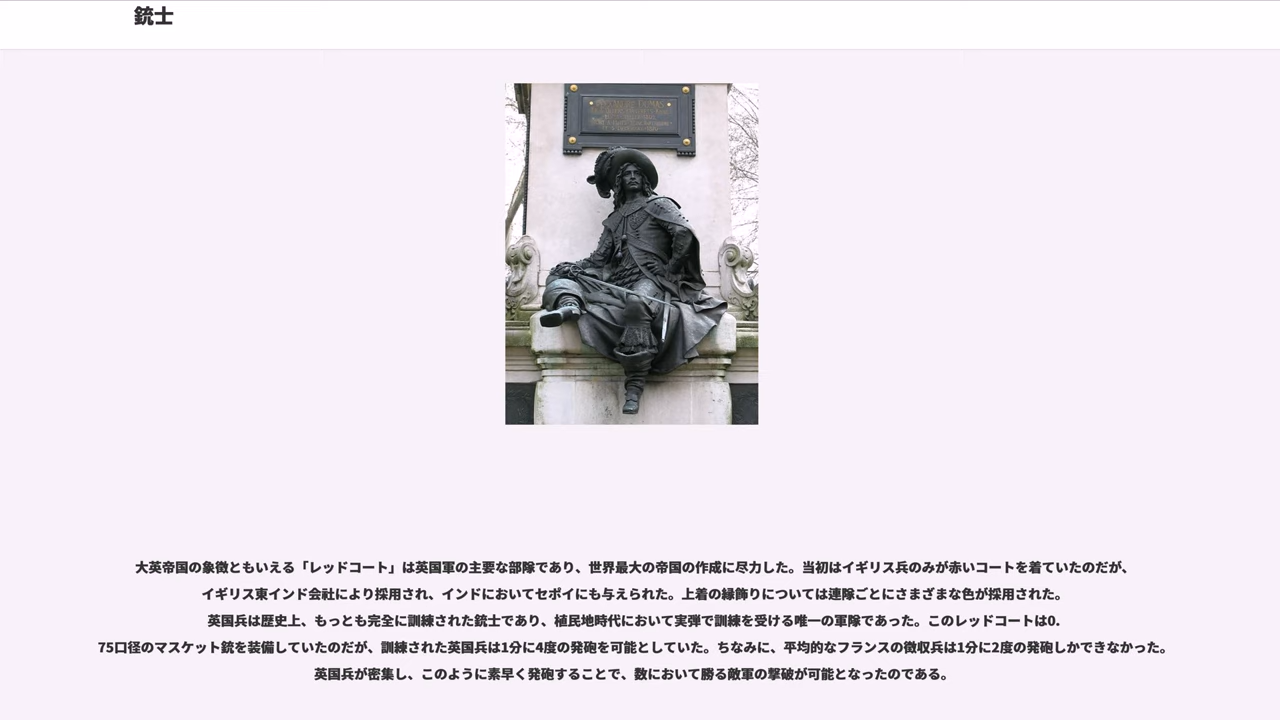 銃士
大英帝国の象徴ともいえる「レッドコート」は英国軍の主要な部隊であり、世界最大の帝国の作成に尽力した。当初はイギリス兵のみが赤いコートを着ていたのだが、
イギリス東インド会社により採用され、インドにおいてセポイにも与えられた。上着の縁飾りについては連隊ごとにさまざまな色が採用された。
英国兵は歴史上、もっとも完全に訓練された銃士であり、植民地時代において実弾で訓練を受ける唯一の軍隊であった。このレッドコートは0.
75口径のマスケット銃を装備していたのだが、訓練された英国兵は1分に4度の発砲を可能としていた。ちなみに、平均的なフランスの徴収兵は1分に2度の発砲しかできなかった。
英国兵が密集し、このように素早く発砲することで、数において勝る敵軍の撃破が可能となったのである。